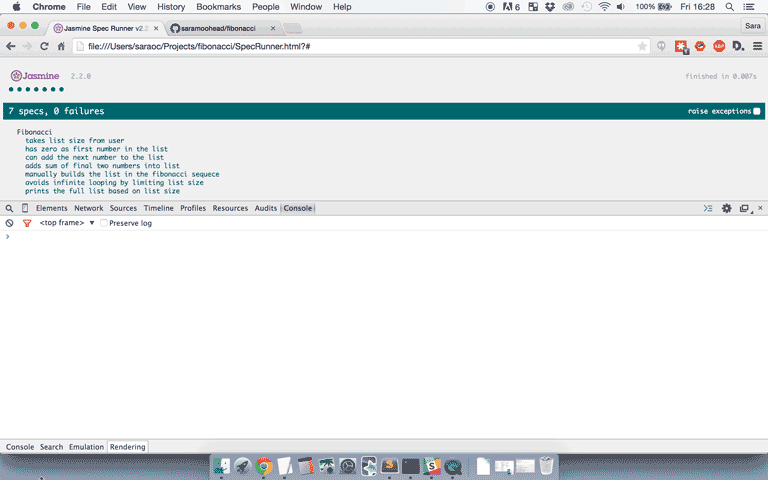 Chrome File Edit View History Bookmarks People Window Help 6 100% Fri 16:28
Jasmine Spec Runner v2.2 saramoohead/fibonacci Sara
file:///Users/saraoc/Projects/fibonacci/SpecRunner.html?#
Jasmine 2.2.0 finished in 0.007s
7 specs, 0 failures raise exceptions
Fibonacci
takes list size from user
has zero as first number in the list
can add the next number to the list
adds sum of final two numbers into list
manually builds the list in the fibonacci sequece
avoids infinite looping by limiting list size
prints the full list based on list size
Elements Network Sources Timeline Profiles Resources Audits Console
<top frame> Preserve log
Console Search Emulation Rendering